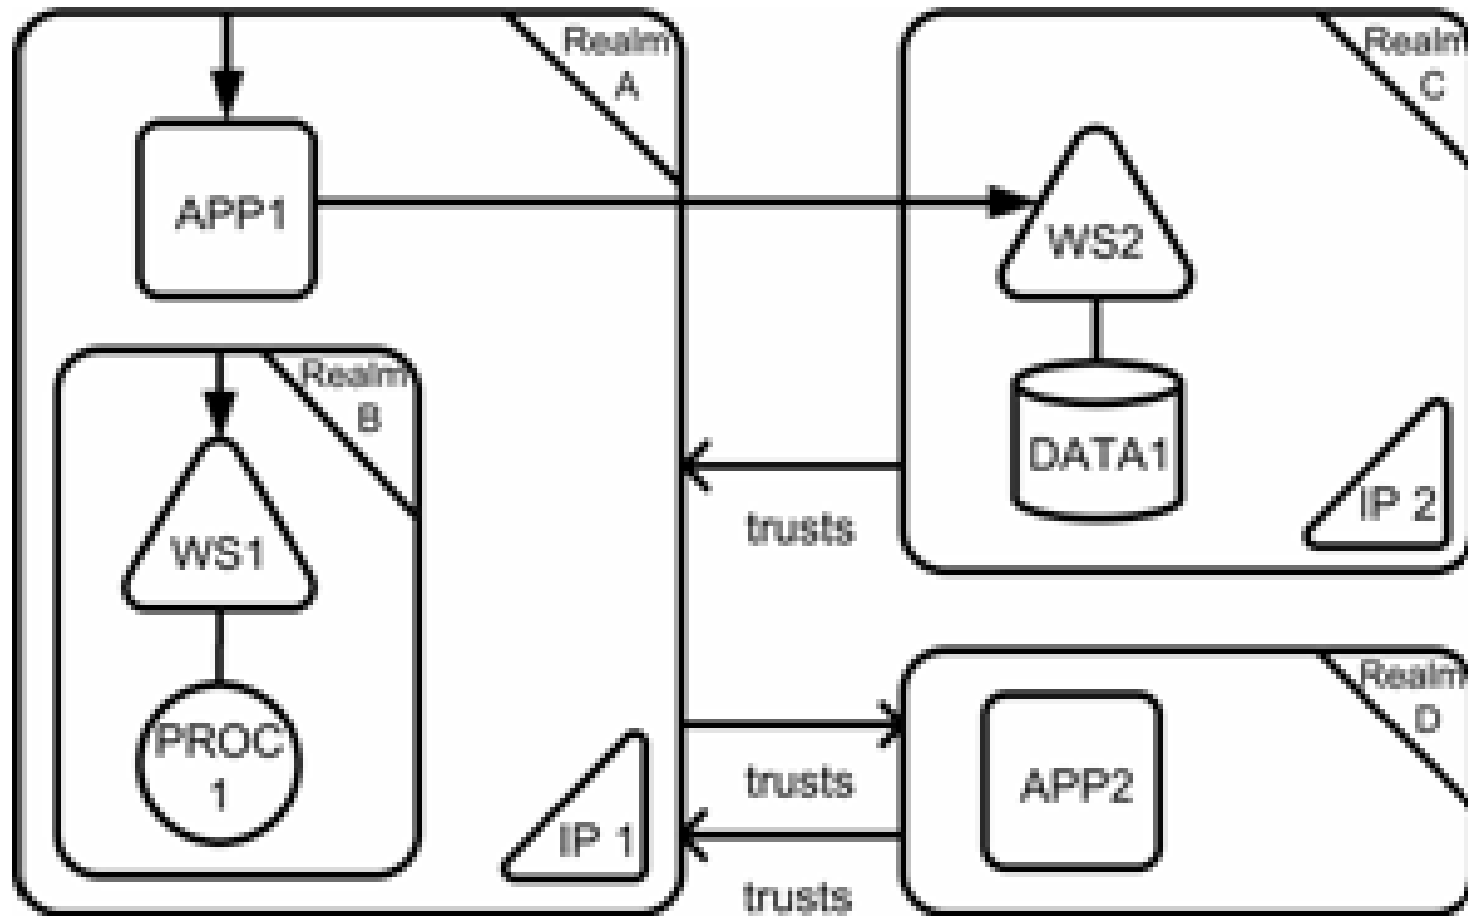 Realm
A
APP1
Realm
B
WS1
PROC
1
IP 1
trusts
trusts
trusts
Realm
C
WS2
DATA1
IP 2
Realm
D
APP2